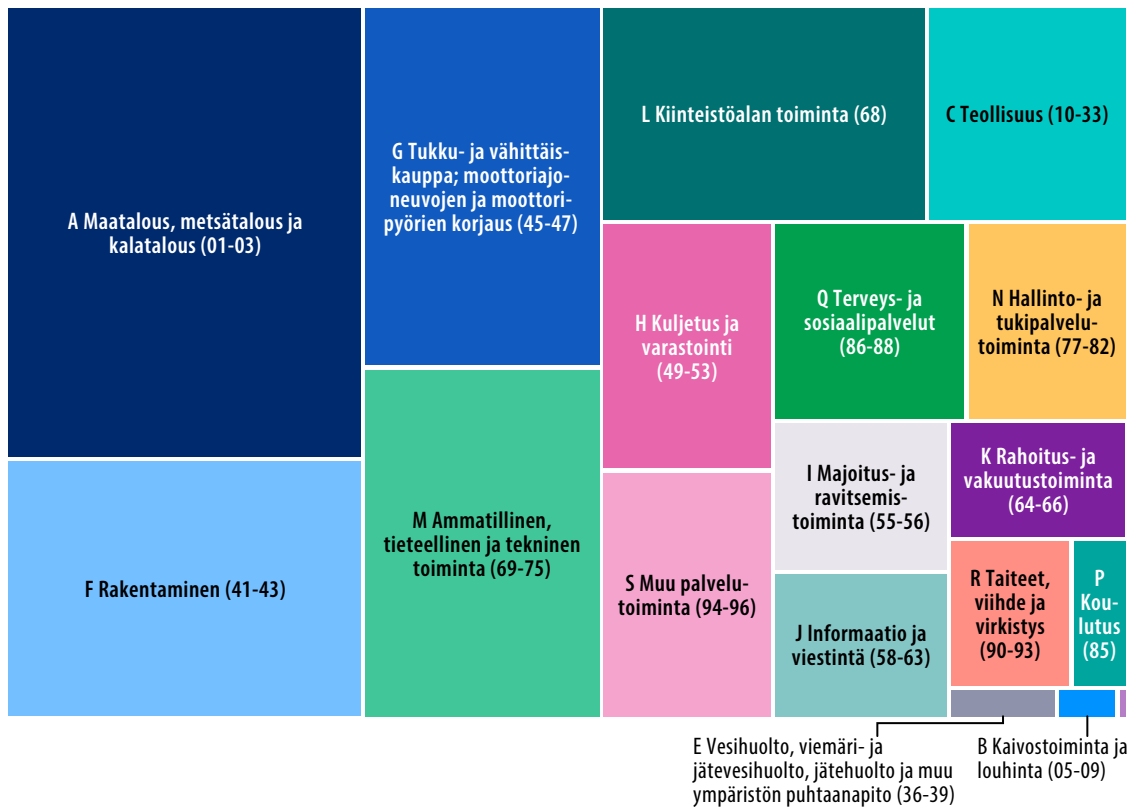 A Maatalous, metsätalous ja
kalatalous (01-03)
F Rakentaminen (41-43)
G Tukku- ja vähittäis-
kauppa; moottoriajo-
neuvojen ja moottori-
pyörien korjaus (45-47)
M Ammatillinen,
tieteellinen ja tekninen
toiminta (69-75)
L Kiinteistöalan toiminta (68)
C Teollisuus (10-33)
H Kuljetus ja
varastointi
(49-53)
Q Terveys- ja
sosiaalipalvelut
(86-88)
N Hallinto- ja
tukipalvelu-
toiminta (77-82)
S Muu palvelu-
toiminta (94-96)
I Majoitus- ja
ravitsemis-
toiminta (55-56)
K Rahoitus- ja
vakuutustoiminta
(64-66)
J Informaatio ja
viestintä (58-63)
R Taiteet,
viihde ja
virkistys
(90-93)
P
Kou-
lutus
(85)
E Vesihuolto, viemäri- ja
jätevesihuolto, jätehuolto ja muu
ympäristön puhtaanapito (36-39)
B Kaivostoiminta ja
louhinta (05-09)